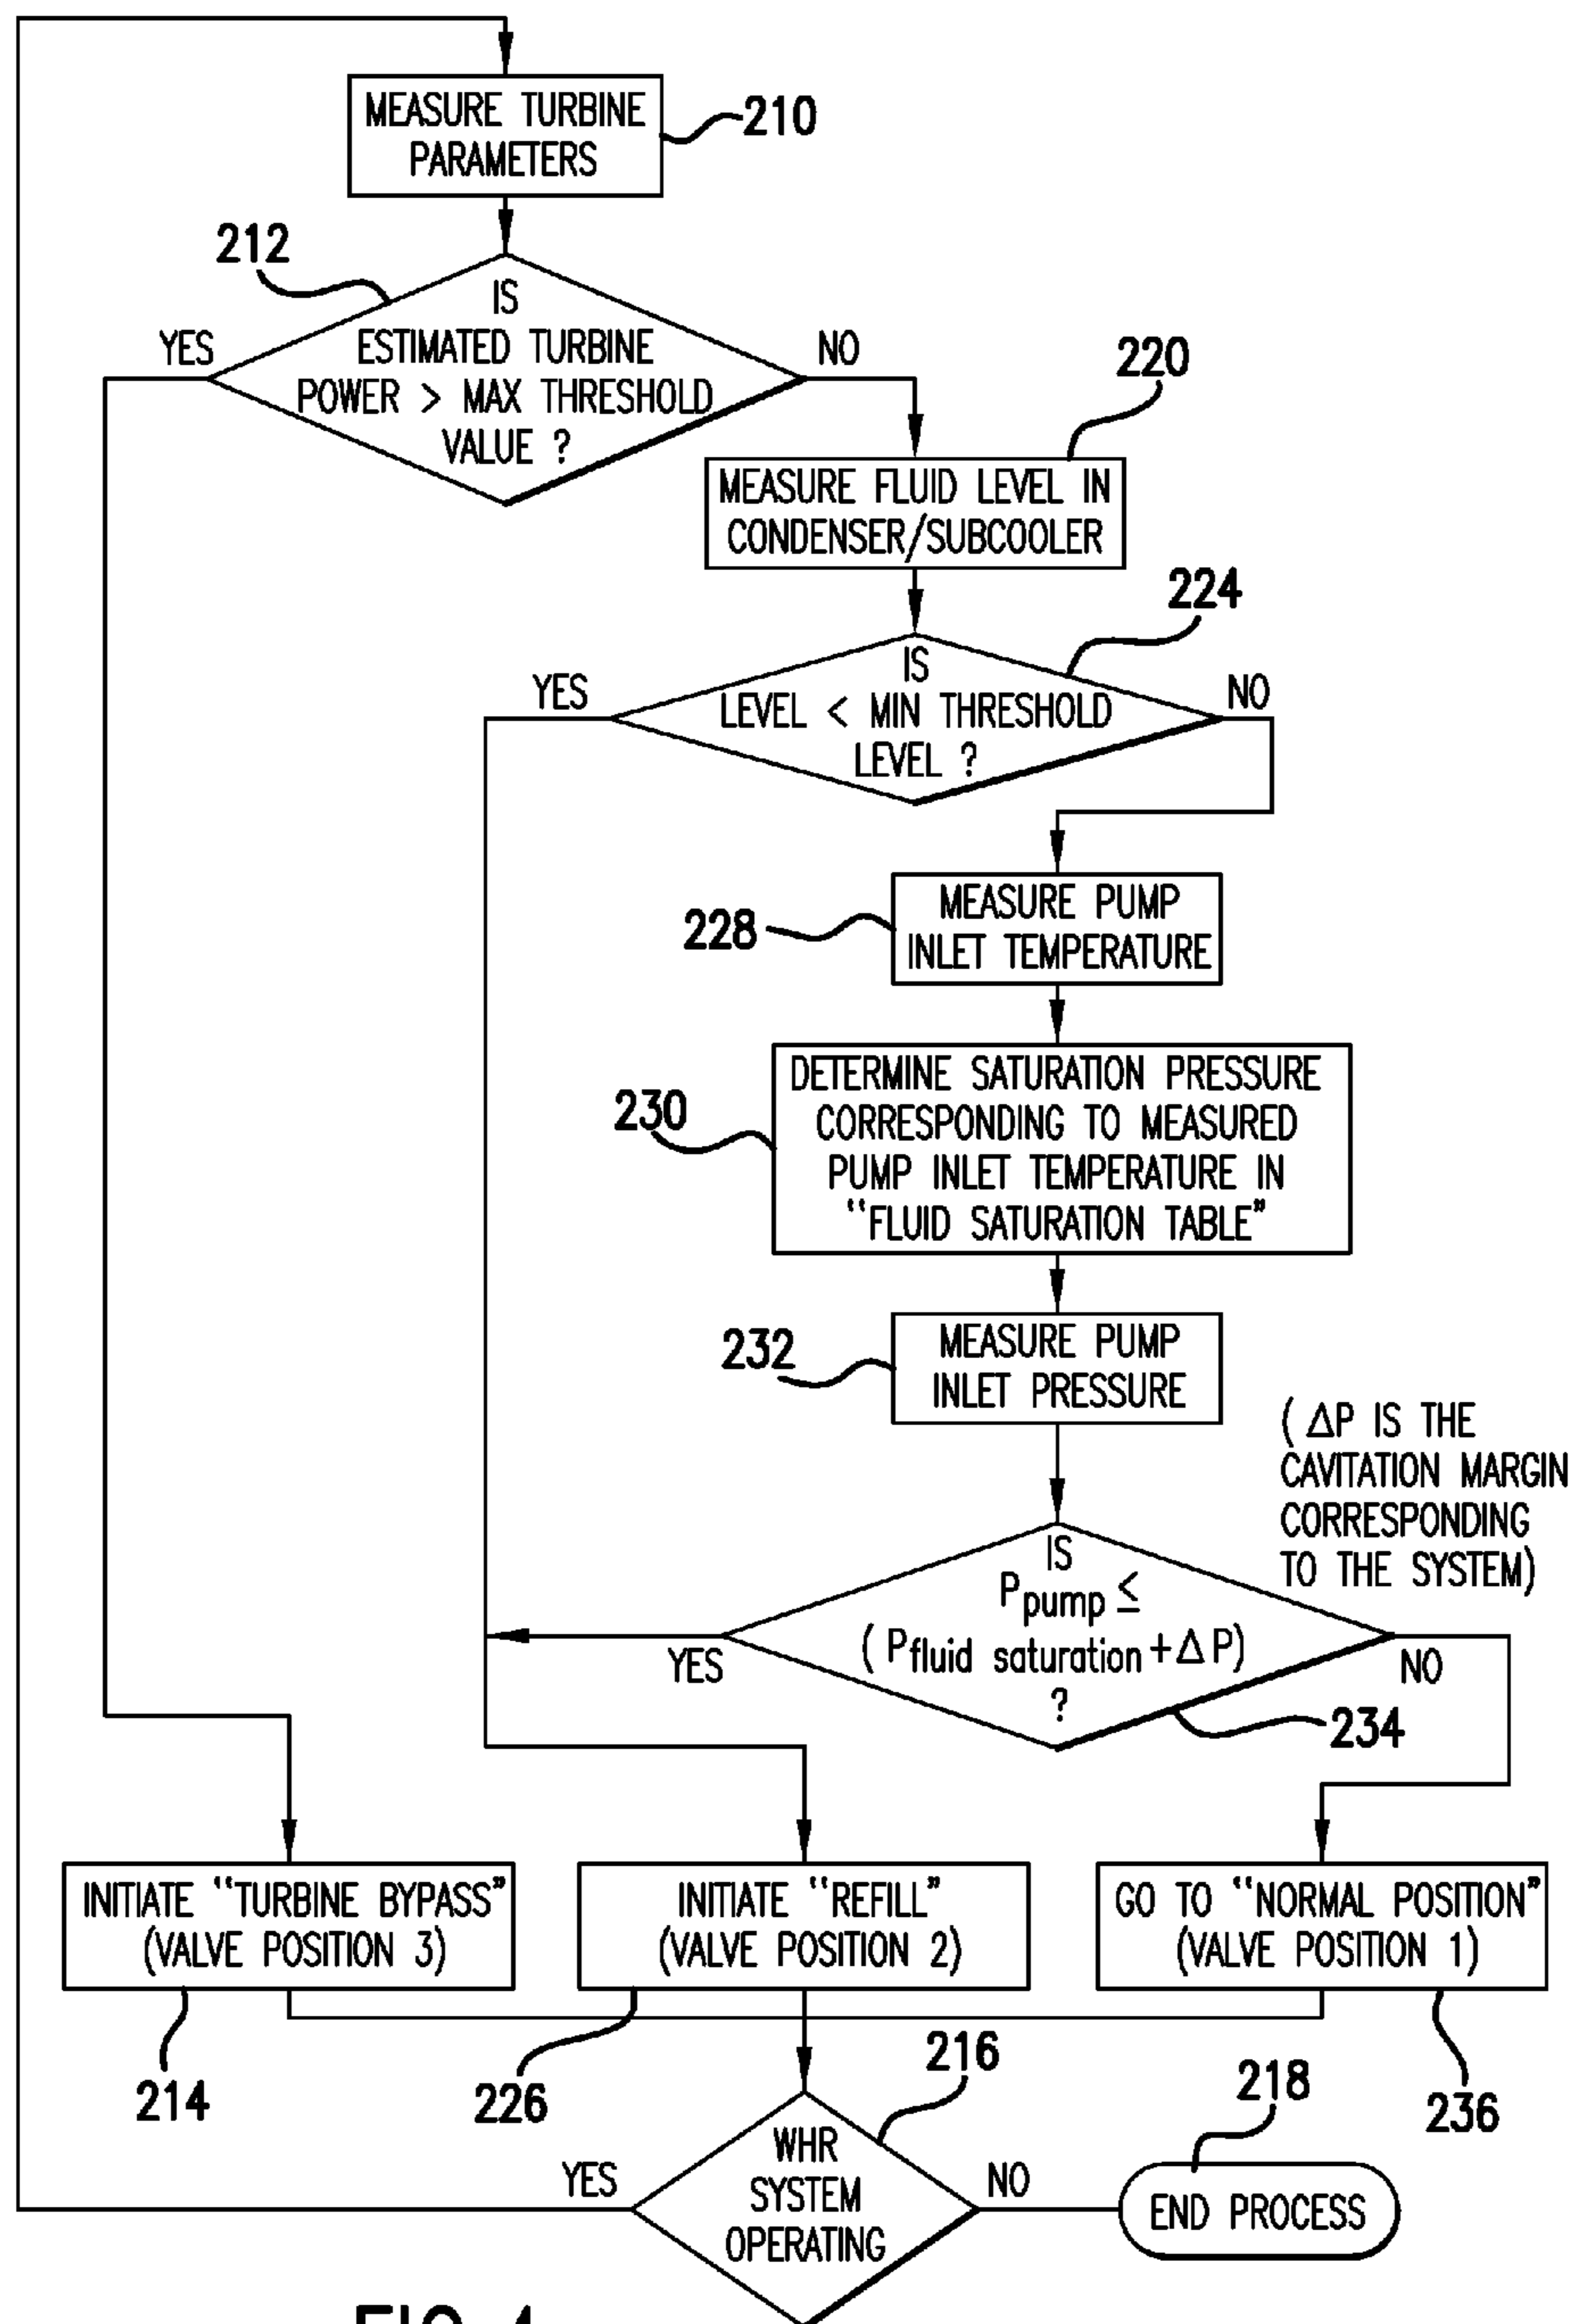 MEASURE TURBINE
PARAMETERS
210
212
IS
ESTIMATED TURBINE
POWER > MAX THRESHOLD
VALUE ?
YES
NO
220
MEASURE FLUID LEVEL IN
CONDENSER/SUBCOOLER
224
IS
LEVEL < MIN THRESHOLD
LEVEL ?
YES
NO
228
MEASURE PUMP
INLET TEMPERATURE
230
DETERMINE SATURATION PRESSURE
CORRESPONDING TO MEASURED
PUMP INLET TEMPERATURE IN
“FLUID SATURATION TABLE”
232
MEASURE PUMP
INLET PRESSURE
( ΔP IS THE
CAVITATION MARGIN
CORRESPONDING
TO THE SYSTEM)
IS
Ppump ≤
( Pfluid saturation + Δ P)
?
YES
NO
234
INITIATE “TURBINE BYPASS”
(VALVE POSITION 3)
INITIATE “REFILL”
(VALVE POSITION 2)
GO TO “NORMAL POSITION”
(VALVE POSITION 1)
214
226
216
218
236
WHR
SYSTEM
OPERATING
YES
NO
END PROCESS